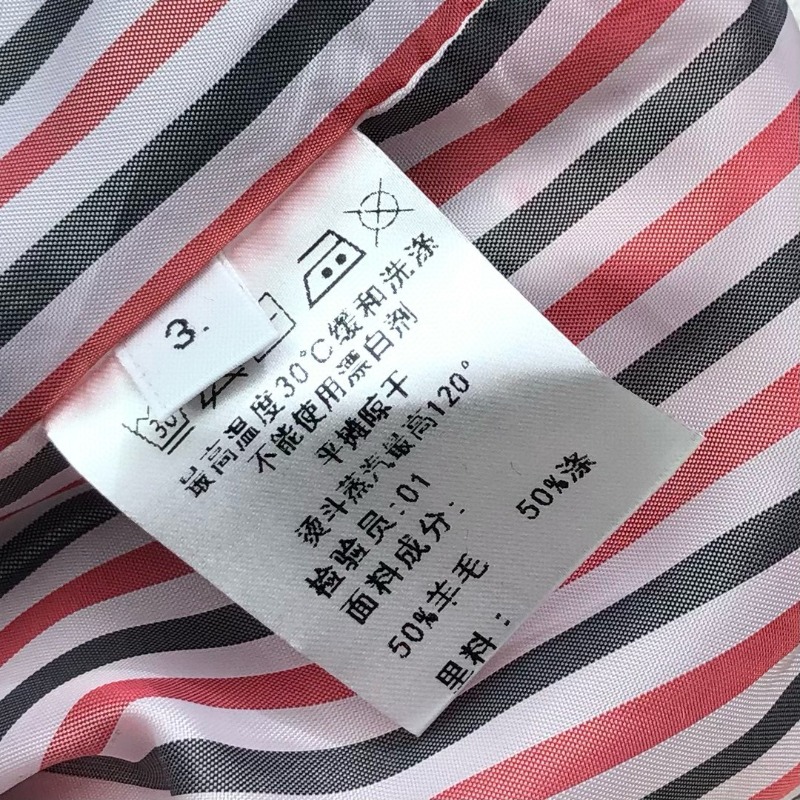 3.
30
最高温度30°C缓和洗涤
不能使用漂白剂
平摊晾干
熨斗蒸汽最高120°
检验员:01
面料成分:
50%羊毛 50%涤
里料: